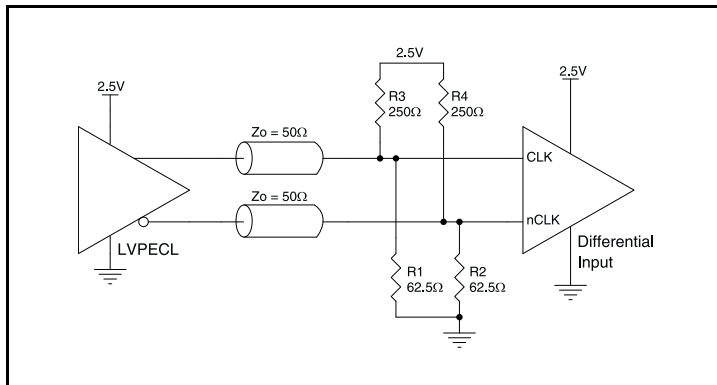 2.5V
2.5V
2.5V
R3
250Ω
R4
250Ω
Zo = 50Ω
CLK
Zo = 50Ω
nCLK
LVPECL
Differential
Input
R1
62.5Ω
R2
62.5Ω